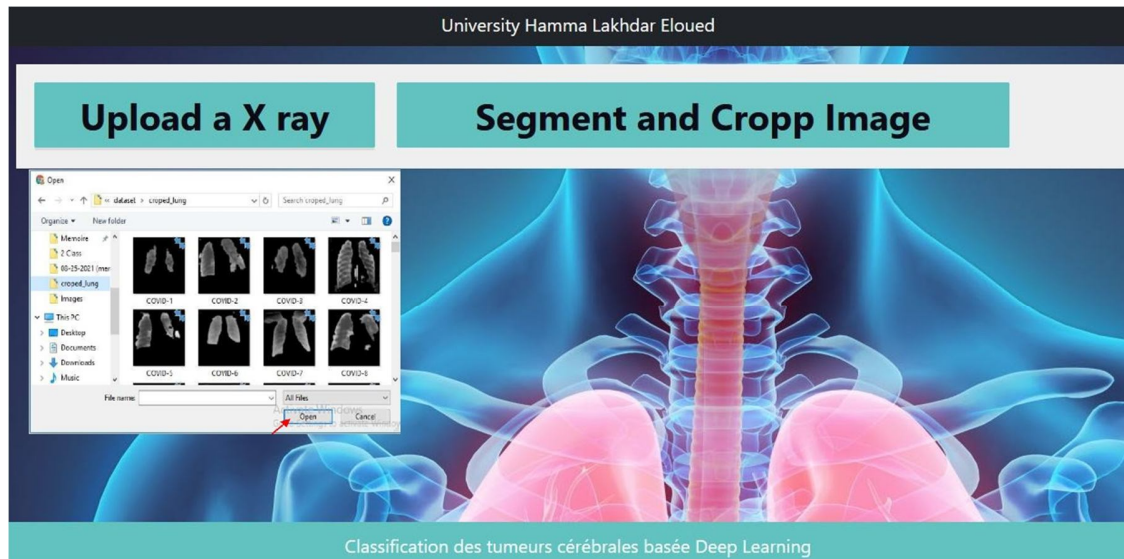 University Hamma Lakhdar Eloued
Upload a X ray
Segment and Cropp Image
Open
« dataset > croped_lung
Search croped_lung
Organize
New folder
Memoire
2 Class
croped_lung
Images
This PC
Desktop
Documents
Downloads
Music
COVID-1 COVID-2 COVID-3 COVID-4
COVID-5 COVID-6 COVID-7 COVID-8
File name:
All Files
Open
Cancel
Classification des tumeurs cérébrales basée Deep Learning